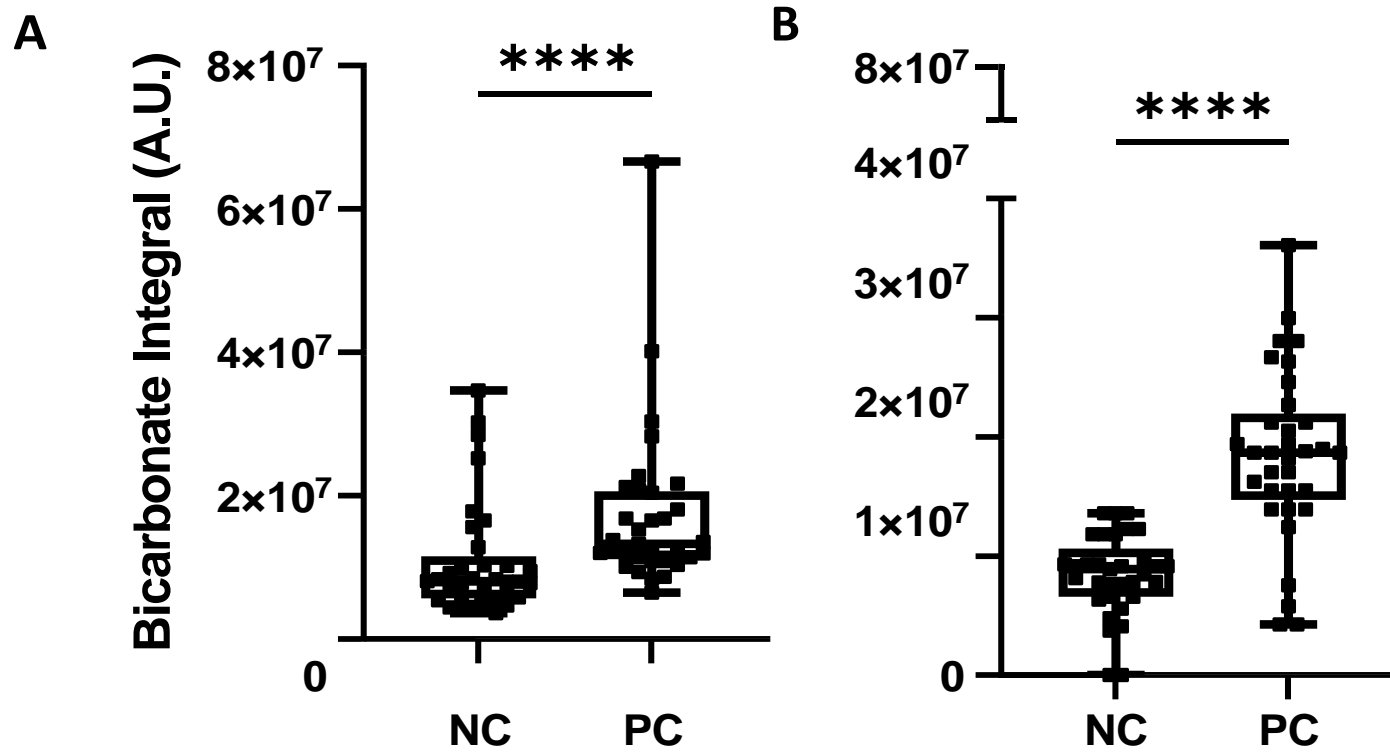 A
Bicarbonate Integral (A.U.)
8×10⁷
6×10⁷
4×10⁷
2×10⁷
0
****
NC PC
B
8×10⁷
4×10⁷
3×10⁷
2×10⁷
1×10⁷
0
****
NC PC